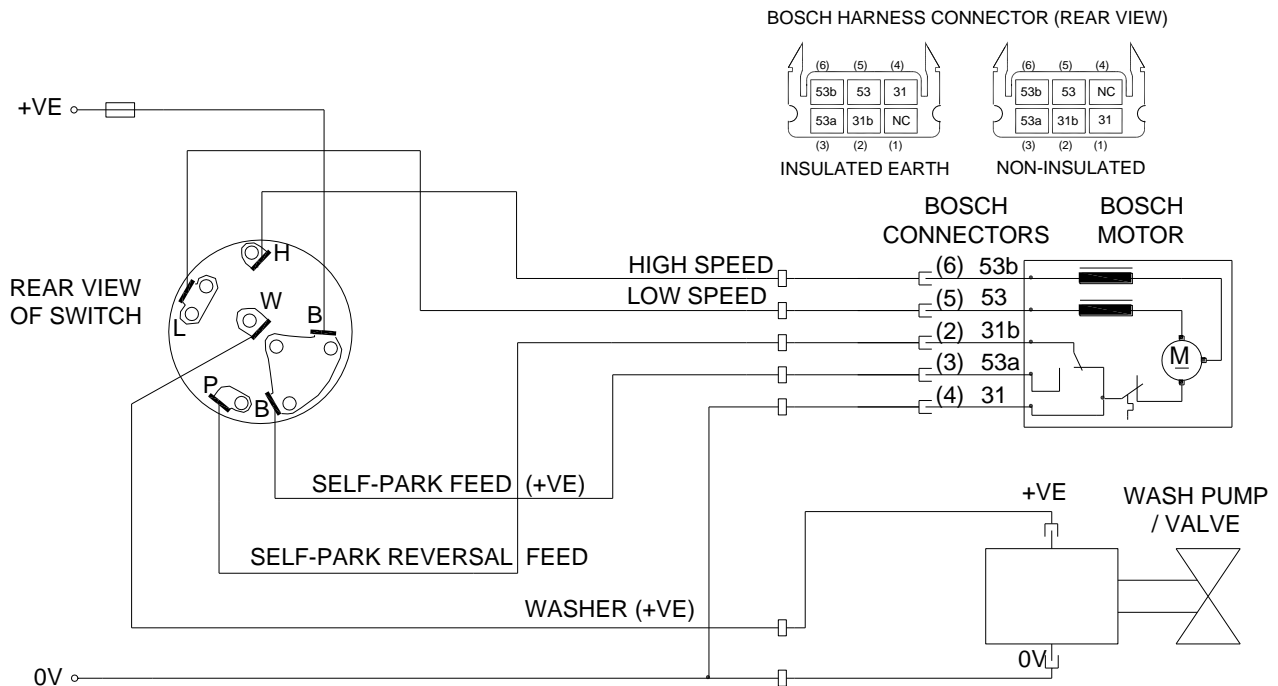 BOSCH HARNESS CONNECTOR (REAR VIEW)
(6) (5) (4)
53b 53 31
53a 31b NC
(3) (2) (1)
INSULATED EARTH
(6) (5) (4)
53b 53 NC
53a 31b 31
(3) (2) (1)
NON-INSULATED
+VE
BOSCH
CONNECTORS
BOSCH
MOTOR
REAR VIEW
OF SWITCH
H
W
B
L
P
B
HIGH SPEED
(6) 53b
LOW SPEED
(5) 53
(2) 31b
(3) 53a
(4) 31
M
SELF-PARK FEED (+VE)
SELF-PARK REVERSAL FEED
WASHER (+VE)
+VE
WASH PUMP
/ VALVE
0V
0V